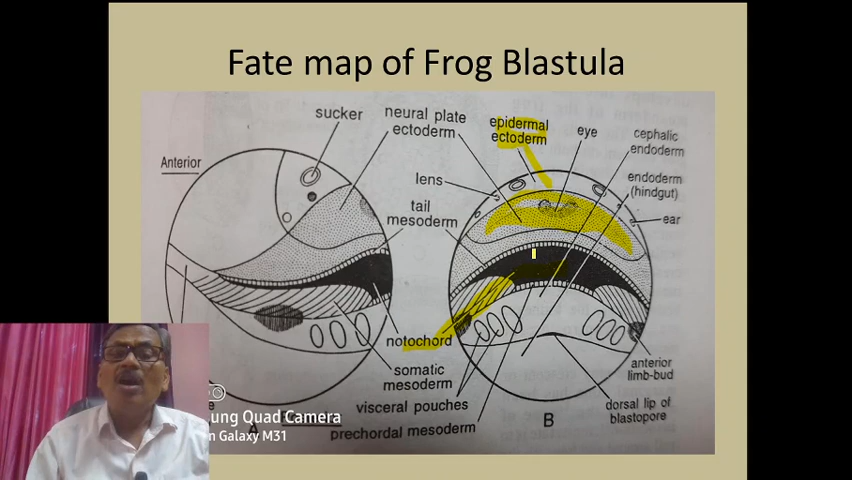 Fate map of Frog Blastula
sucker
neural plate
ectoderm
epidermal
ectoderm
eye
cephalic
endoderm
Anterior
lens
endoderm
(hindgut)
tail
mesoderm
ear
notochord
somatic
mesoderm
anterior
limb-bud
visceral pouches
dorsal lip of
blastopore
prechordal mesoderm
A
B
ung Quad Camera
n Galaxy M31